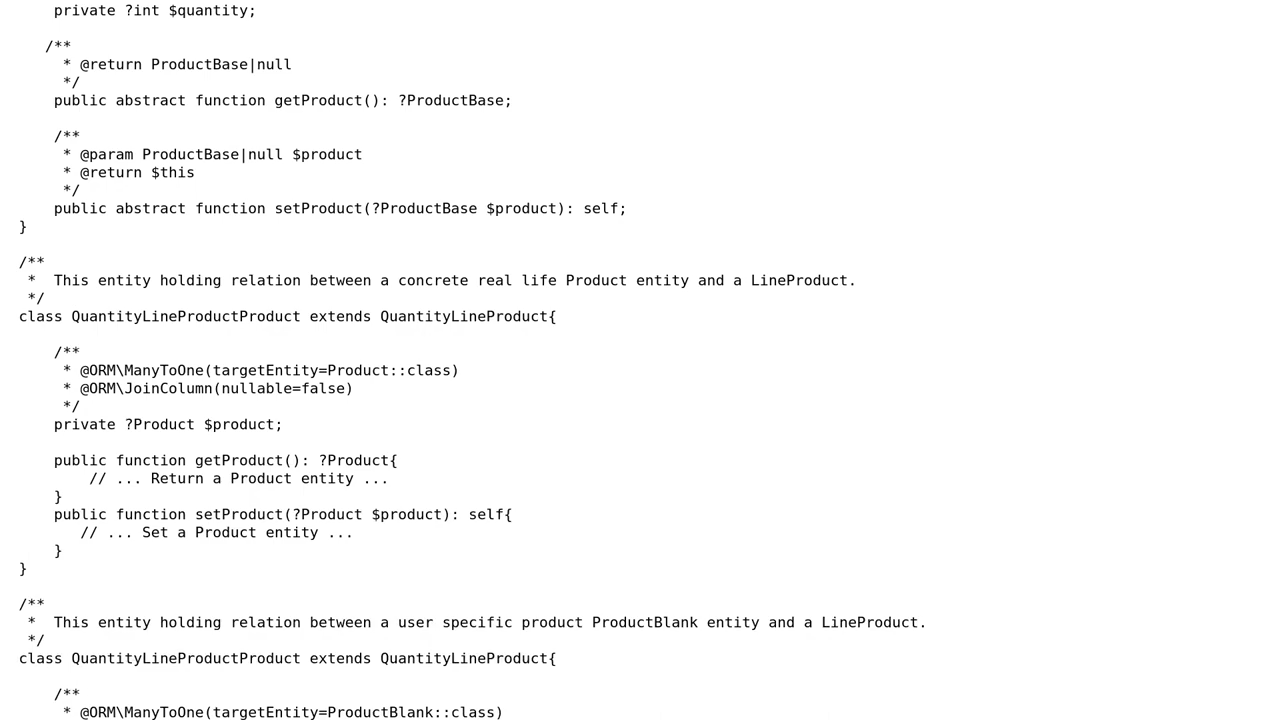 private ?int $quantity;

   /**
     * @return ProductBase|null
     */
    public abstract function getProduct(): ?ProductBase;

    /**
     * @param ProductBase|null $product
     * @return $this
     */
    public abstract function setProduct(?ProductBase $product): self;
}

/**
 *  This entity holding relation between a concrete real life Product entity and a LineProduct.
 */
class QuantityLineProductProduct extends QuantityLineProduct{

    /**
     * @ORM\ManyToOne(targetEntity=Product::class)
     * @ORM\JoinColumn(nullable=false)
     */
    private ?Product $product;

    public function getProduct(): ?Product{
        // ... Return a Product entity ...
    }
    public function setProduct(?Product $product): self{
       // ... Set a Product entity ...
    }
}

/**
 *  This entity holding relation between a user specific product ProductBlank entity and a LineProduct.
 */
class QuantityLineProductProduct extends QuantityLineProduct{

    /**
     * @ORM\ManyToOne(targetEntity=ProductBlank::class)